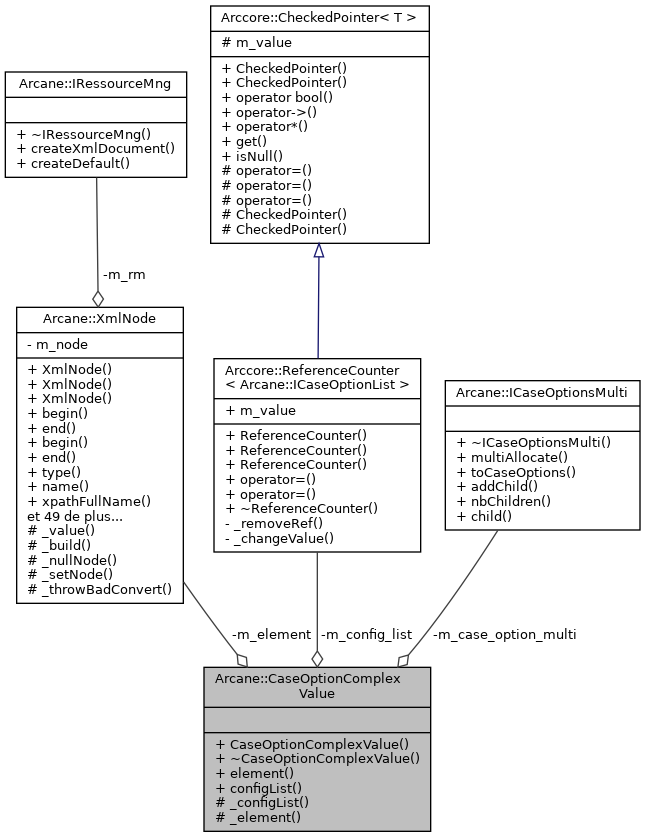 Arccore::CheckedPointer< T >
# m_value
+ CheckedPointer()
+ CheckedPointer()
+ operator bool()
+ operator->()
+ operator*()
+ get()
+ isNull()
# operator=()
# operator=()
# operator=()
# CheckedPointer()
# CheckedPointer()
Arcane::IRessourceMng
+ ~IRessourceMng()
+ createXmlDocument()
+ createDefault()
-m_rm
Arcane::XmlNode
- m_node
+ XmlNode()
+ XmlNode()
+ XmlNode()
+ begin()
+ end()
+ begin()
+ end()
+ type()
+ name()
+ xpathFullName()
et 49 de plus...
# _value()
# _build()
# _nullNode()
# _setNode()
# _throwBadConvert()
Arccore::ReferenceCounter
< Arcane::ICaseOptionList >
+ m_value
+ ReferenceCounter()
+ ReferenceCounter()
+ ReferenceCounter()
+ operator=()
+ operator=()
+ ~ReferenceCounter()
- _removeRef()
- _changeValue()
Arcane::ICaseOptionsMulti
+ ~ICaseOptionsMulti()
+ multiAllocate()
+ toCaseOptions()
+ addChild()
+ nbChildren()
+ child()
-m_element
-m_config_list
-m_case_option_multi
Arcane::CaseOptionComplex
Value
+ CaseOptionComplexValue()
+ ~CaseOptionComplexValue()
+ element()
+ configList()
# _configList()
# _element()